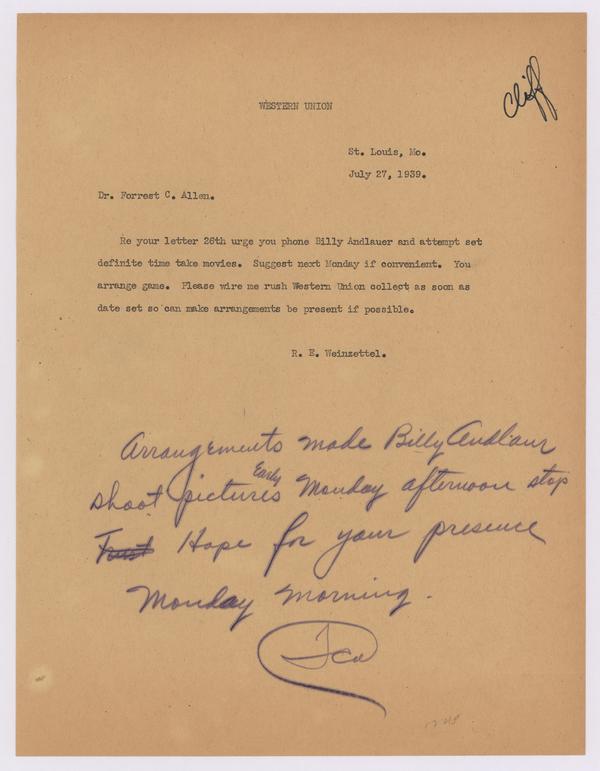 Cliff
WESTERN UNION
St. Louis, Mo.
July 27, 1939.
Dr. Forrest C. Allen.
Re your letter 26th urge you phone Billy Andlauer and attempt set
definite time take movies. Suggest next Monday if convenient. You
arrange game. Please wire me rush Western Union collect as soon as
date set so can make arrangements be present if possible.
R. E. Weinzettel.
Arrangements made Billy Andlaur
shoot pictures Early Monday afternoon stop
Trust Hope for your presence
Monday Morning.